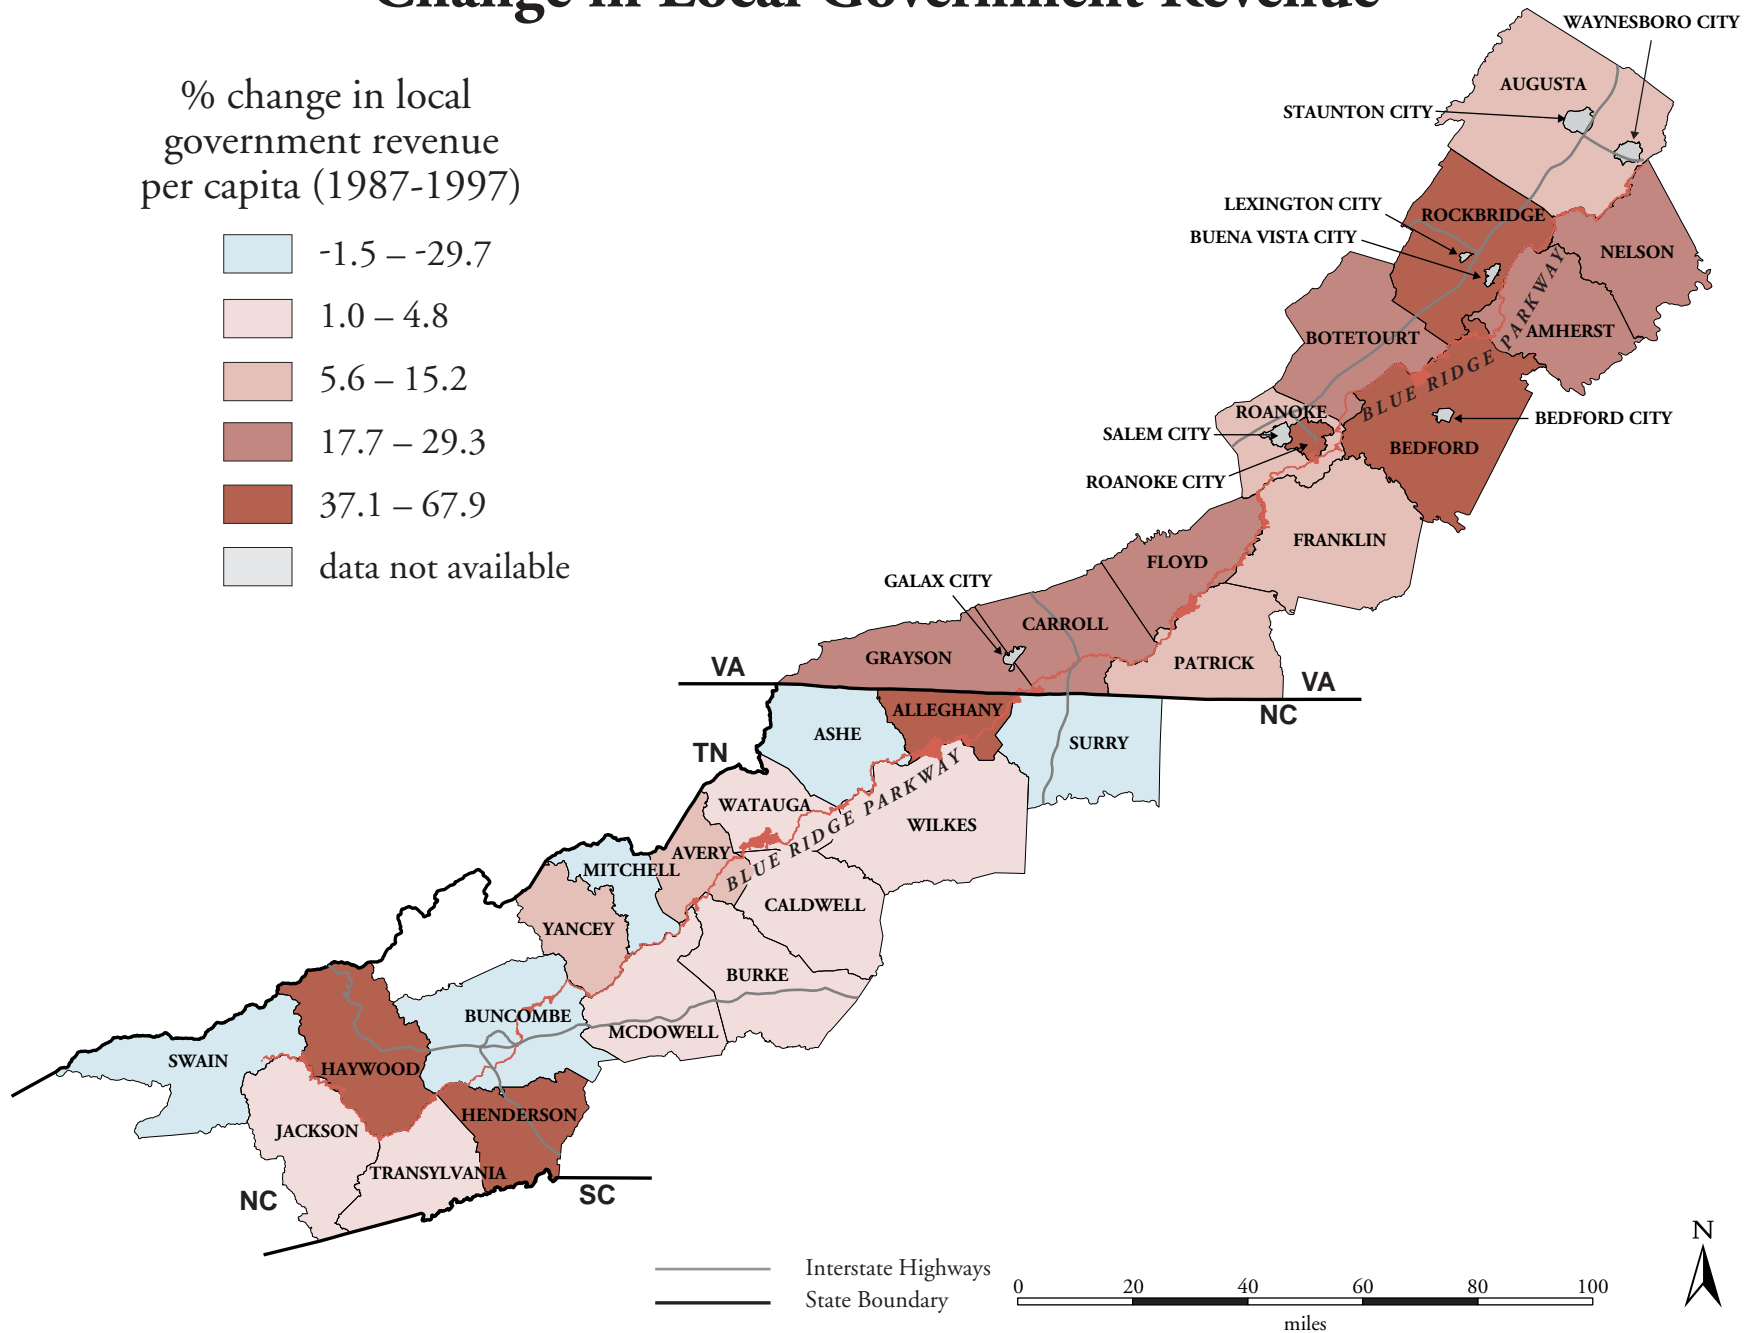 Change in Local Government Revenue
% change in local
government revenue
per capita (1987-1997)
-1.5 – -29.7
1.0 – 4.8
5.6 – 15.2
17.7 – 29.3
37.1 – 67.9
data not available
WAYNESBORO CITY
AUGUSTA
STAUNTON CITY
LEXINGTON CITY
ROCKBRIDGE
BUENA VISTA CITY
NELSON
BOTETOURT
AMHERST
BLUE RIDGE PARKWAY
ROANOKE
SALEM CITY
BEDFORD CITY
BEDFORD
ROANOKE CITY
FRANKLIN
FLOYD
GALAX CITY
CARROLL
GRAYSON
PATRICK
VA
VA
NC
ALLEGHANY
ASHE
SURRY
TN
WATAUGA
WILKES
BLUE RIDGE PARKWAY
AVERY
MITCHELL
CALDWELL
YANCEY
BURKE
BUNCOMBE
MCDOWELL
SWAIN
HAYWOOD
HENDERSON
JACKSON
TRANSYLVANIA
NC
SC
Interstate Highways
State Boundary
0 20 40 60 80 100
miles
N